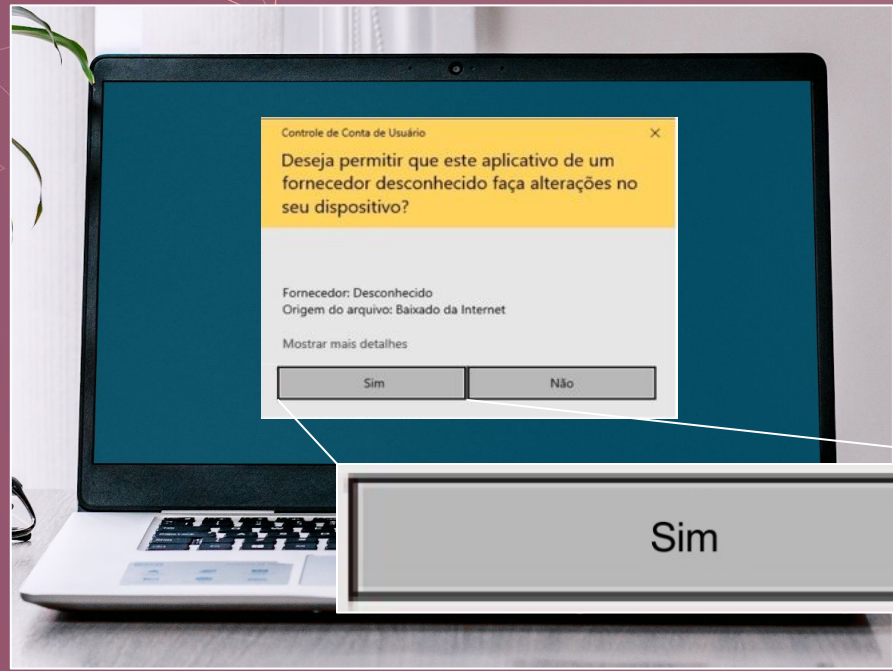 Controle de Conta de Usuário
Deseja permitir que este aplicativo de um
fornecedor desconhecido faça alterações no
seu dispositivo?
Fornecedor: Desconhecido
Origem do arquivo: Baixado da Internet
Mostrar mais detalhes
Sim
Não
Sim